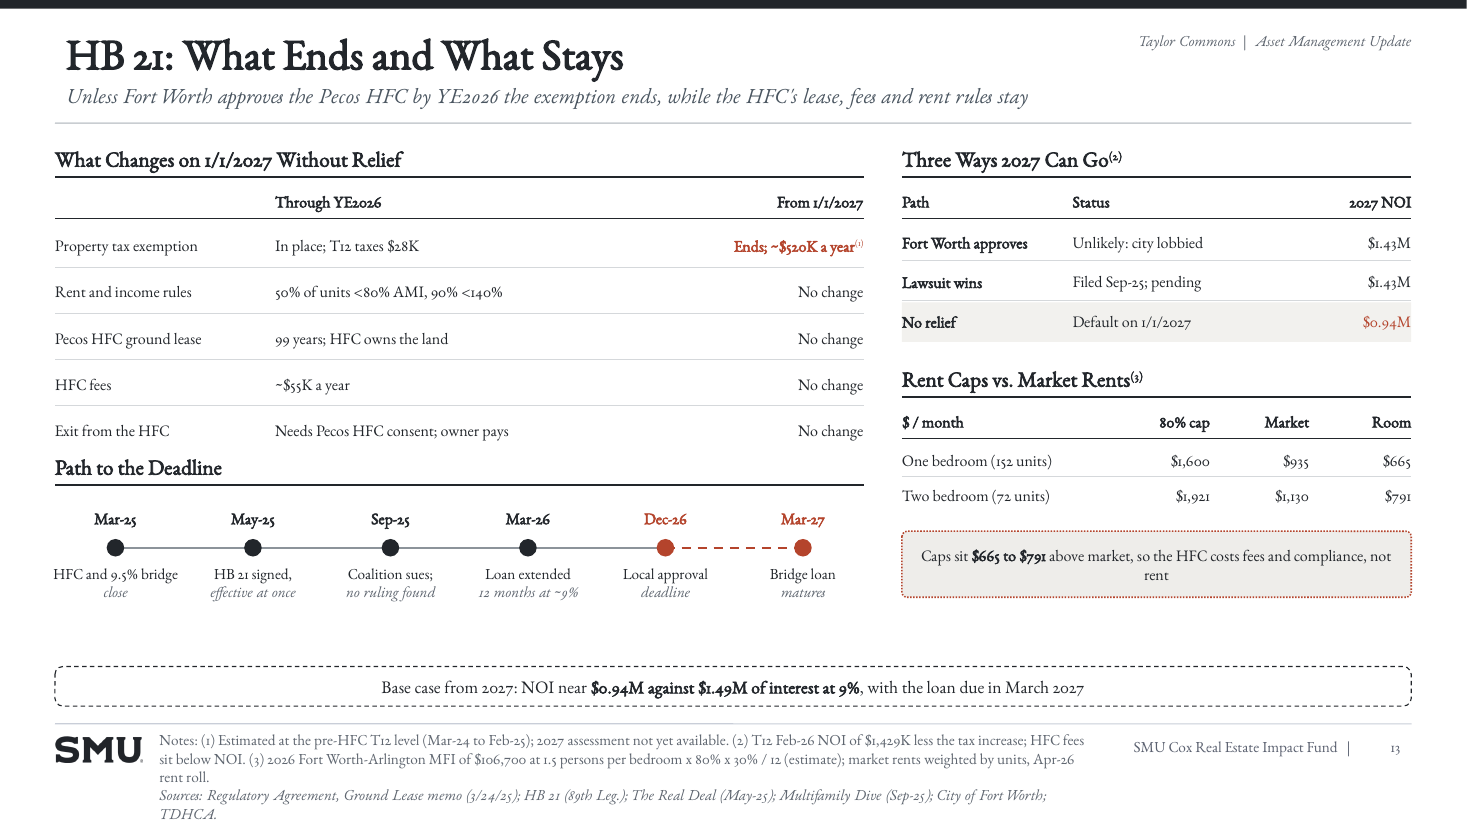 HB 21: What Ends and What Stays
Taylor Commons | Asset Management Update
Unless Fort Worth approves the Pecos HFC by YE2026 the exemption ends, while the HFC's lease, fees and rent rules stay
What Changes on 1/1/2027 Without Relief
Through YE2026 From 1/1/2027
Property tax exemption In place; T12 taxes $28K Ends; ~$520K a year(1)
Rent and income rules 50% of units <80% AMI, 90% <140% No change
Pecos HFC ground lease 99 years; HFC owns the land No change
HFC fees ~$55K a year No change
Exit from the HFC Needs Pecos HFC consent; owner pays No change
Path to the Deadline
Mar-25 May-25 Sep-25 Mar-26 Dec-26 Mar-27
HFC and 9.5% bridge HB 21 signed, Coalition sues; Loan extended Local approval Bridge loan
close effective at once no ruling found 12 months at ~9% deadline matures
Three Ways 2027 Can Go(2)
Path Status 2027 NOI
Fort Worth approves Unlikely: city lobbied $1.43M
Lawsuit wins Filed Sep-25; pending $1.43M
No relief Default on 1/1/2027 $0.94M
Rent Caps vs. Market Rents(3)
$ / month 80% cap Market Room
One bedroom (152 units) $1,600 $935 $665
Two bedroom (72 units) $1,921 $1,130 $791
Caps sit $665 to $791 above market, so the HFC costs fees and compliance, not
rent
Base case from 2027: NOI near $0.94M against $1.49M of interest at 9%, with the loan due in March 2027
SMU
Notes: (1) Estimated at the pre-HFC T12 level (Mar-24 to Feb-25); 2027 assessment not yet available. (2) T12 Feb-26 NOI of $1,429K less the tax increase; HFC fees
sit below NOI. (3) 2026 Fort Worth-Arlington MFI of $106,700 at 1.5 persons per bedroom x 80% x 30% / 12 (estimate); market rents weighted by units, Apr-26
rent roll.
Sources: Regulatory Agreement, Ground Lease memo (3/24/25); HB 21 (89th Leg.); The Real Deal (May-25); Multifamily Dive (Sep-25); City of Fort Worth;
TDHCA.
SMU Cox Real Estate Impact Fund | 13